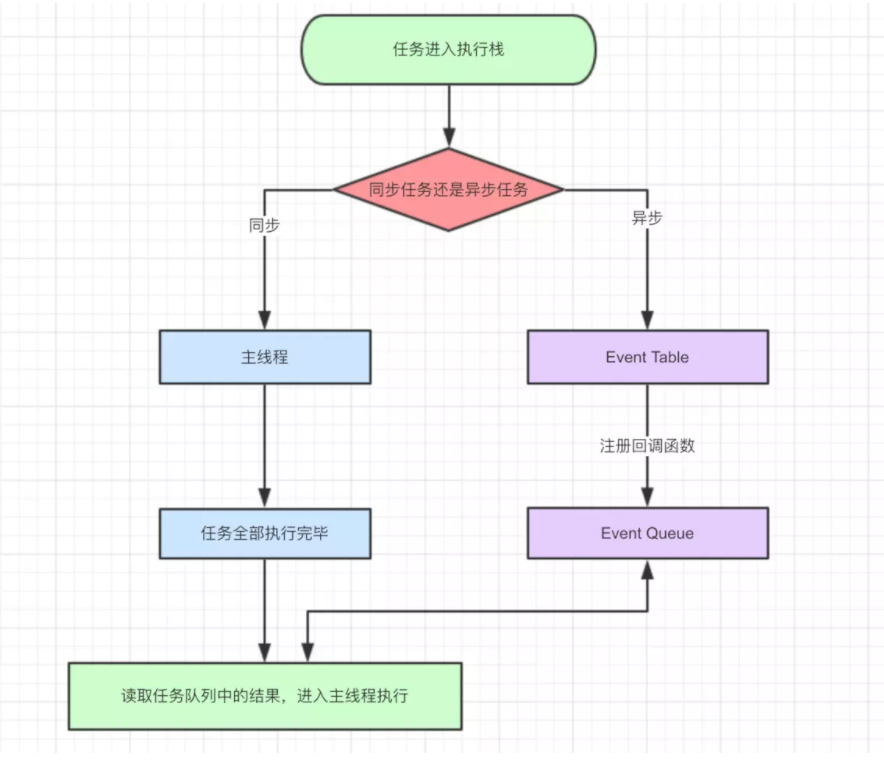 任务进入执行栈
同步任务还是异步任务
同步
异步
主线程
Event Table
注册回调函数
任务全部执行完毕
Event Queue
读取任务队列中的结果，进入主线程执行